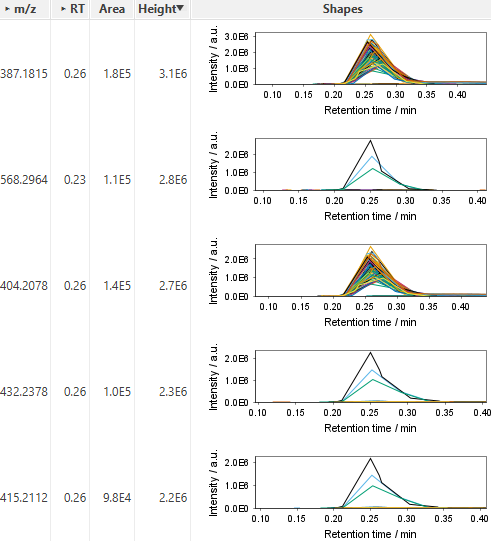 ▸ m/z ▸ RT Area Height▼ Shapes
387.1815 0.26 1.8E5 3.1E6
Intensity / a.u.
3.0E6
2.0E6
1.0E6
0.0E0
0.10 0.15 0.20 0.25 0.30 0.35 0.40
Retention time / min
568.2964 0.23 1.1E5 2.8E6
Intensity / a.u.
2.0E6
1.0E6
0.0E0
0.10 0.15 0.20 0.25 0.30 0.35 0.40
Retention time / min
404.2078 0.26 1.4E5 2.7E6
Intensity / a.u.
2.0E6
1.0E6
0.0E0
0.10 0.15 0.20 0.25 0.30 0.35 0.40
Retention time / min
432.2378 0.26 1.0E5 2.3E6
Intensity / a.u.
2.0E6
1.0E6
0.0E0
0.10 0.15 0.20 0.25 0.30 0.35 0.40
Retention time / min
415.2112 0.26 9.8E4 2.2E6
Intensity / a.u.
2.0E6
1.0E6
0.0E0
0.10 0.15 0.20 0.25 0.30 0.35 0.40
Retention time / min